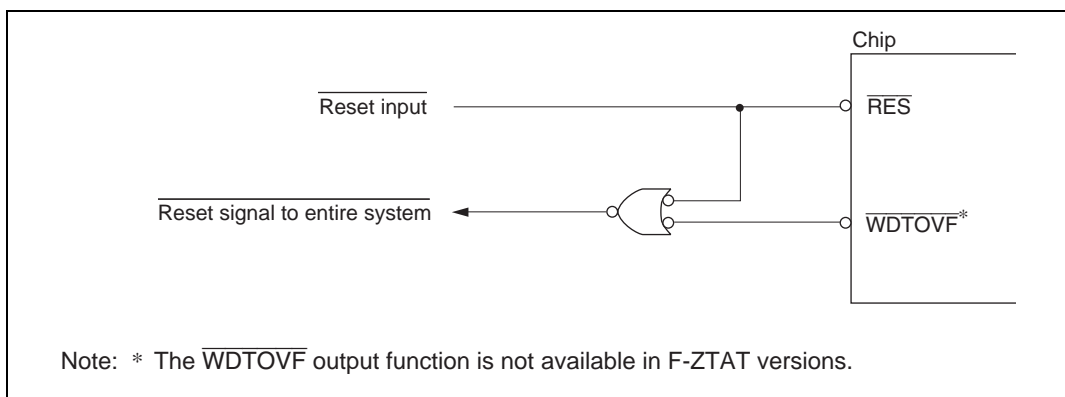 Chip
Reset input
RES
Reset signal to entire system
WDTOVF*
Note: * The WDTOVF output function is not available in F-ZTAT versions.